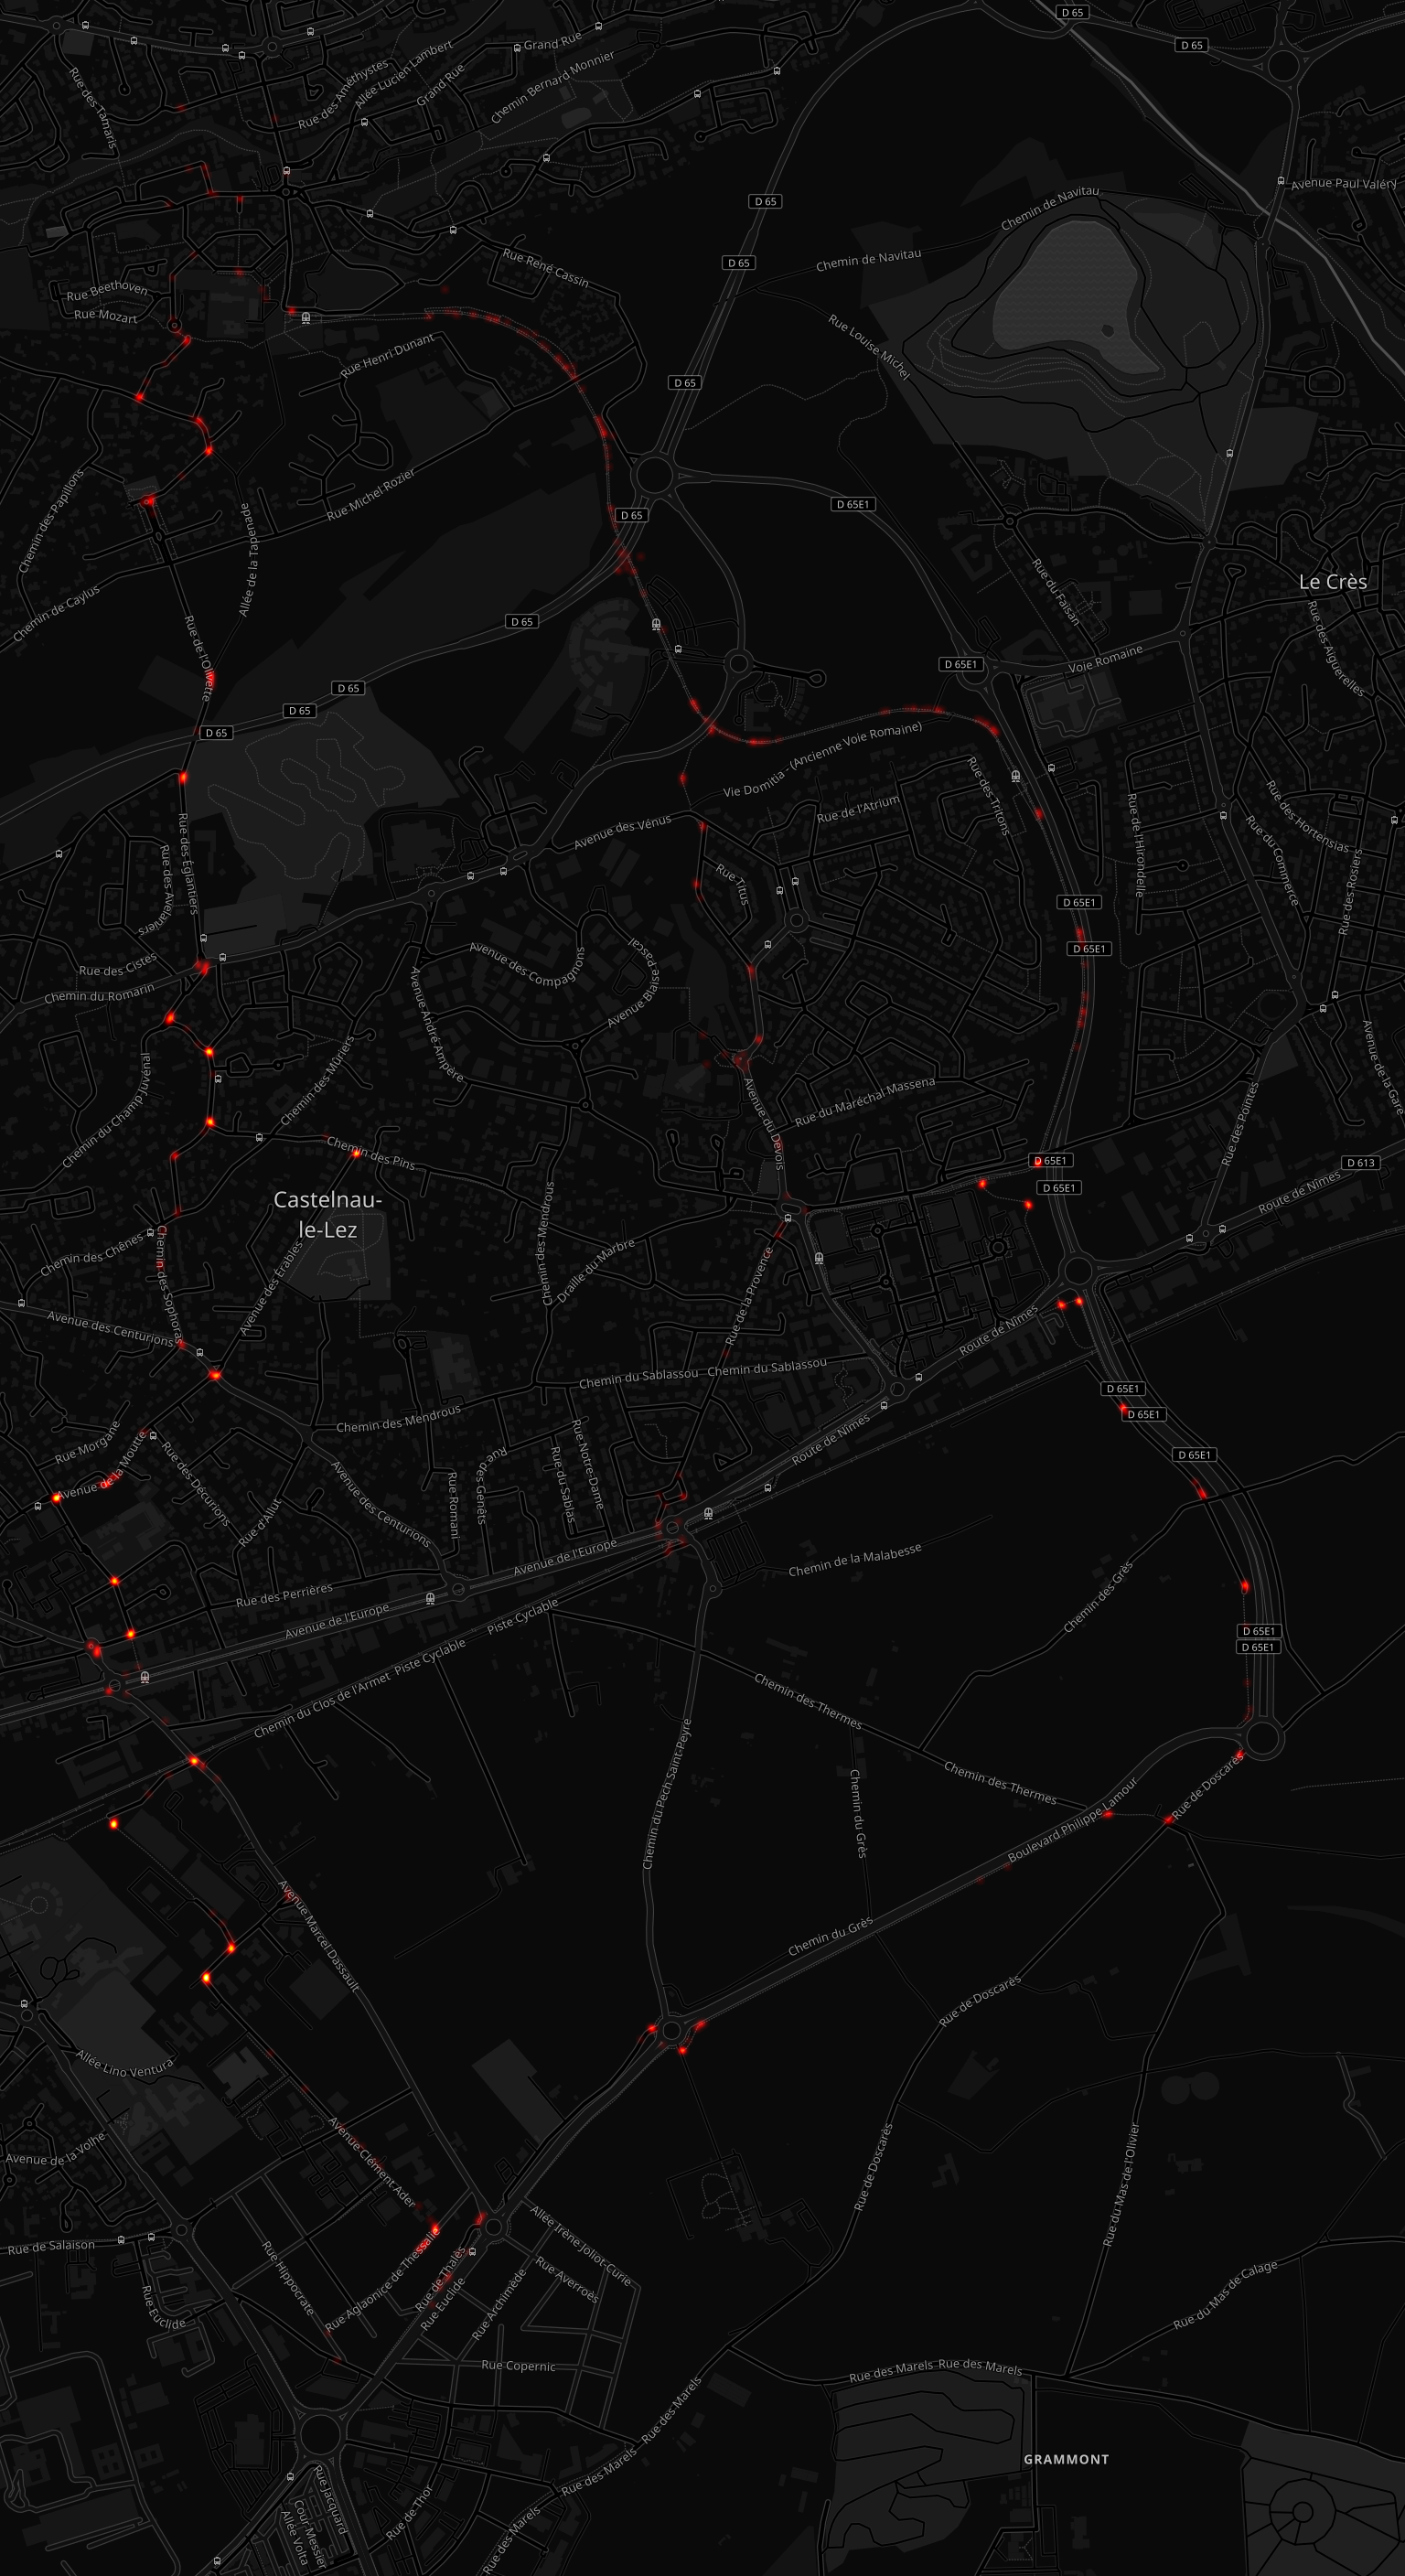 D 65
D 65
Grand Rue
Rue des Améthystes
Allée Lucien Lambert
Grand Rue
Chemin Bernard Monnier
Rue des Tamaris
Avenue Paul Valéry
Chemin de Navitau
D 65
Chemin de Navitau
D 65
Rue René Cassin
Rue Beethoven
Rue Mozart
Rue Louise Michel
Rue Henri Dunant
D 65
Rue Michel Rozier
Chemin des Papillons
D 65E1
D 65
Allée de la Tapenade
Rue du Faisan
Le Crès
Chemin de Caylus
D 65
Rue des Aiguerelles
Rue de l'Olivette
Voie Romaine
D 65E1
D 65
D 65
D 65
Vie Domitia - (Ancienne Voie Romaine)
Rue des Tritons
Rue de l'Atrium
Rue des Hortensias
Rue de l'Hirondelle
Rue du Commerce
Rue des Rosiers
Avenue des Vénus
Rue des Églantiers
Rue des Avelaners
Rue Titus
D 65E1
D 65E1
Rue des Cistes
Chemin du Romarin
Avenue des Compagnons
Avenue Blaise Pascal
Avenue André Ampère
Avenue de la Gare
Chemin du Champ Juvénal
Chemin des Mûriers
Avenue du Devois
Rue du Maréchal Massena
Rue des Pointes
Chemin des Pins
D 65E1
D 613
D 65E1
Route de Nîmes
Castelnau-
le-Lez
Chemin des Chênes
Chemin des Sophoras
Avenue des Érables
Chemin des Mendrous
Draille du Marbre
Rue de la Provence
Avenue des Centurions
Route de Nîmes
Chemin du Sablassou
Chemin du Sablassou
D 65E1
D 65E1
Chemin des Mendrous
Rue Morgane
Avenue de la Moutte
Rue des Décurions
Avenue des Centurions
Rue Romani
Rue des Genêts
Rue du Sablas
Rue Notre-Dame
Route de Nîmes
D 65E1
Rue d'Allut
Avenue de l'Europe
Chemin de la Malabesse
Chemin des Grès
Rue des Perrières
Avenue de l'Europe
Piste Cyclable
D 65E1
D 65E1
Chemin du Clos de l'Armet
Piste Cyclable
Chemin des Thermes
Chemin du Pech Saint-Peyre
Chemin du Grès
Chemin des Thermes
Boulevard Philippe Lamour
Rue de Doscarès
Avenue Marcel Dassault
Chemin du Grès
Rue de Doscarès
Allée Lino Ventura
Avenue de la Volhe
Avenue Clément Ader
Rue de Doscarès
Rue du Mas de l'Olivier
Rue de Salaison
Rue Hippocrate
Rue Aglaonice de Thessalie
Rue de Thalès
Rue Euclide
Rue Archimède
Allée Irène Joliot-Curie
Rue Averroès
Rue Euclide
Rue du Mas de Calage
Rue Copernic
Rue des Marels
Rue des Marels
Rue des Marels
GRAMMONT
Rue des Marels
Rue Jacquard
Cour Messier
Allée Volta
Rue de Thor
Rue des Marels